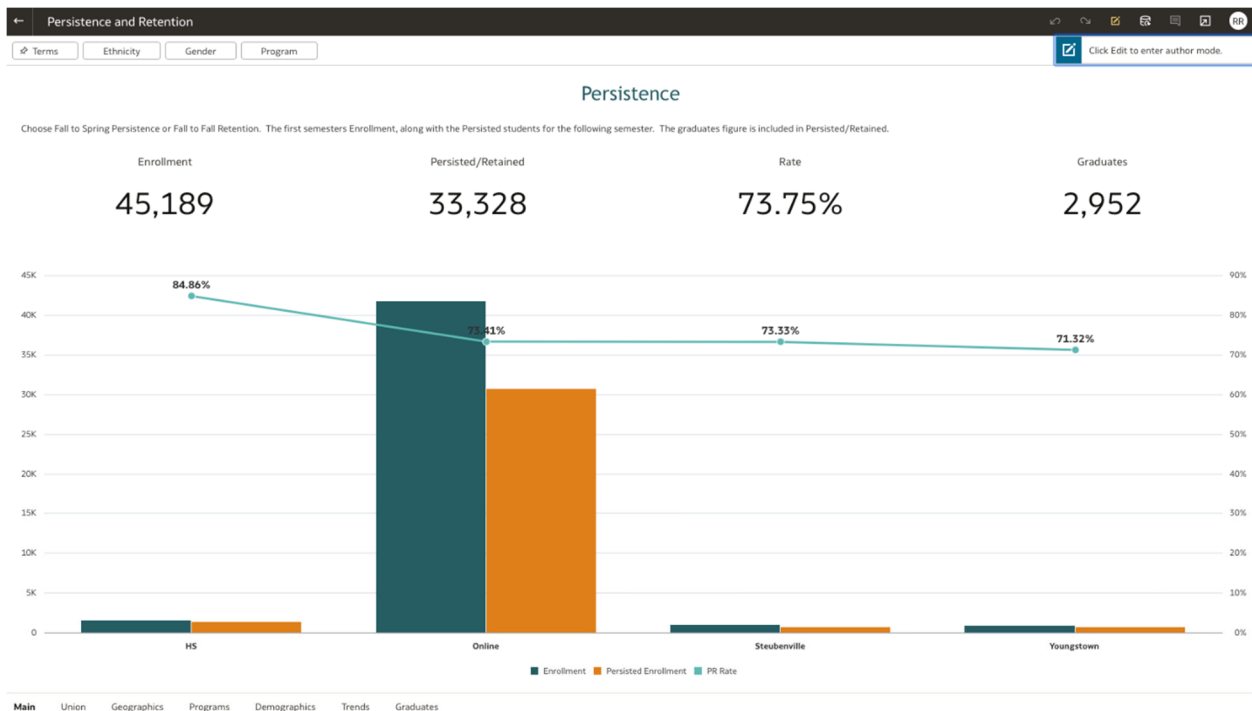 Persistence and Retention
RR
Terms Ethnicity Gender Program
Click Edit to enter author mode.
Persistence
Choose Fall to Spring Persistence or Fall to Fall Retention. The first semesters Enrollment, along with the Persisted students for the following semester. The graduates figure is included in Persisted/Retained.
Enrollment Persisted/Retained Rate Graduates
45,189 33,328 73.75% 2,952
45K 90%
84.86%
40K 80%
73.41% 73.33%
71.32%
35K 70%
30K 60%
25K 50%
20K 40%
15K 30%
10K 20%
5K 10%
0 0%
HS Online Steubenville Youngstown
Enrollment Persisted Enrollment PR Rate
Main Union Geographics Programs Demographics Trends Graduates